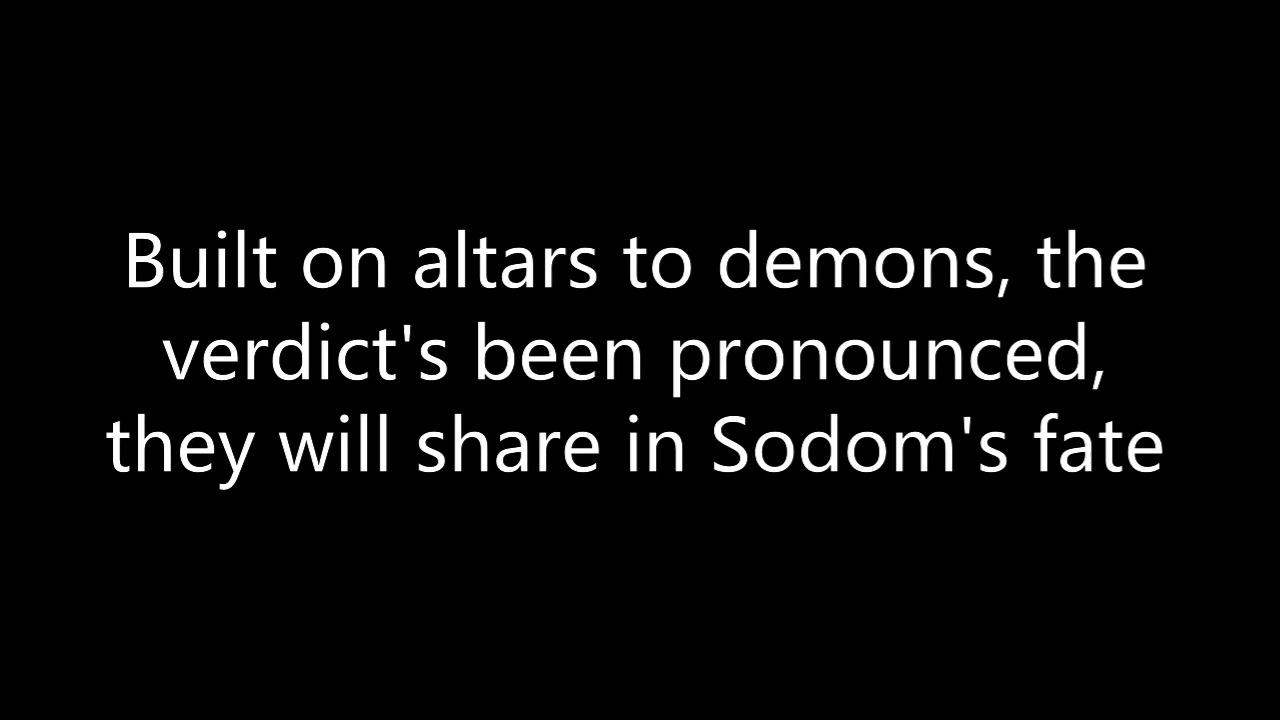 Built on altars to demons, the
verdict's been pronounced,
they will share in Sodom's fate